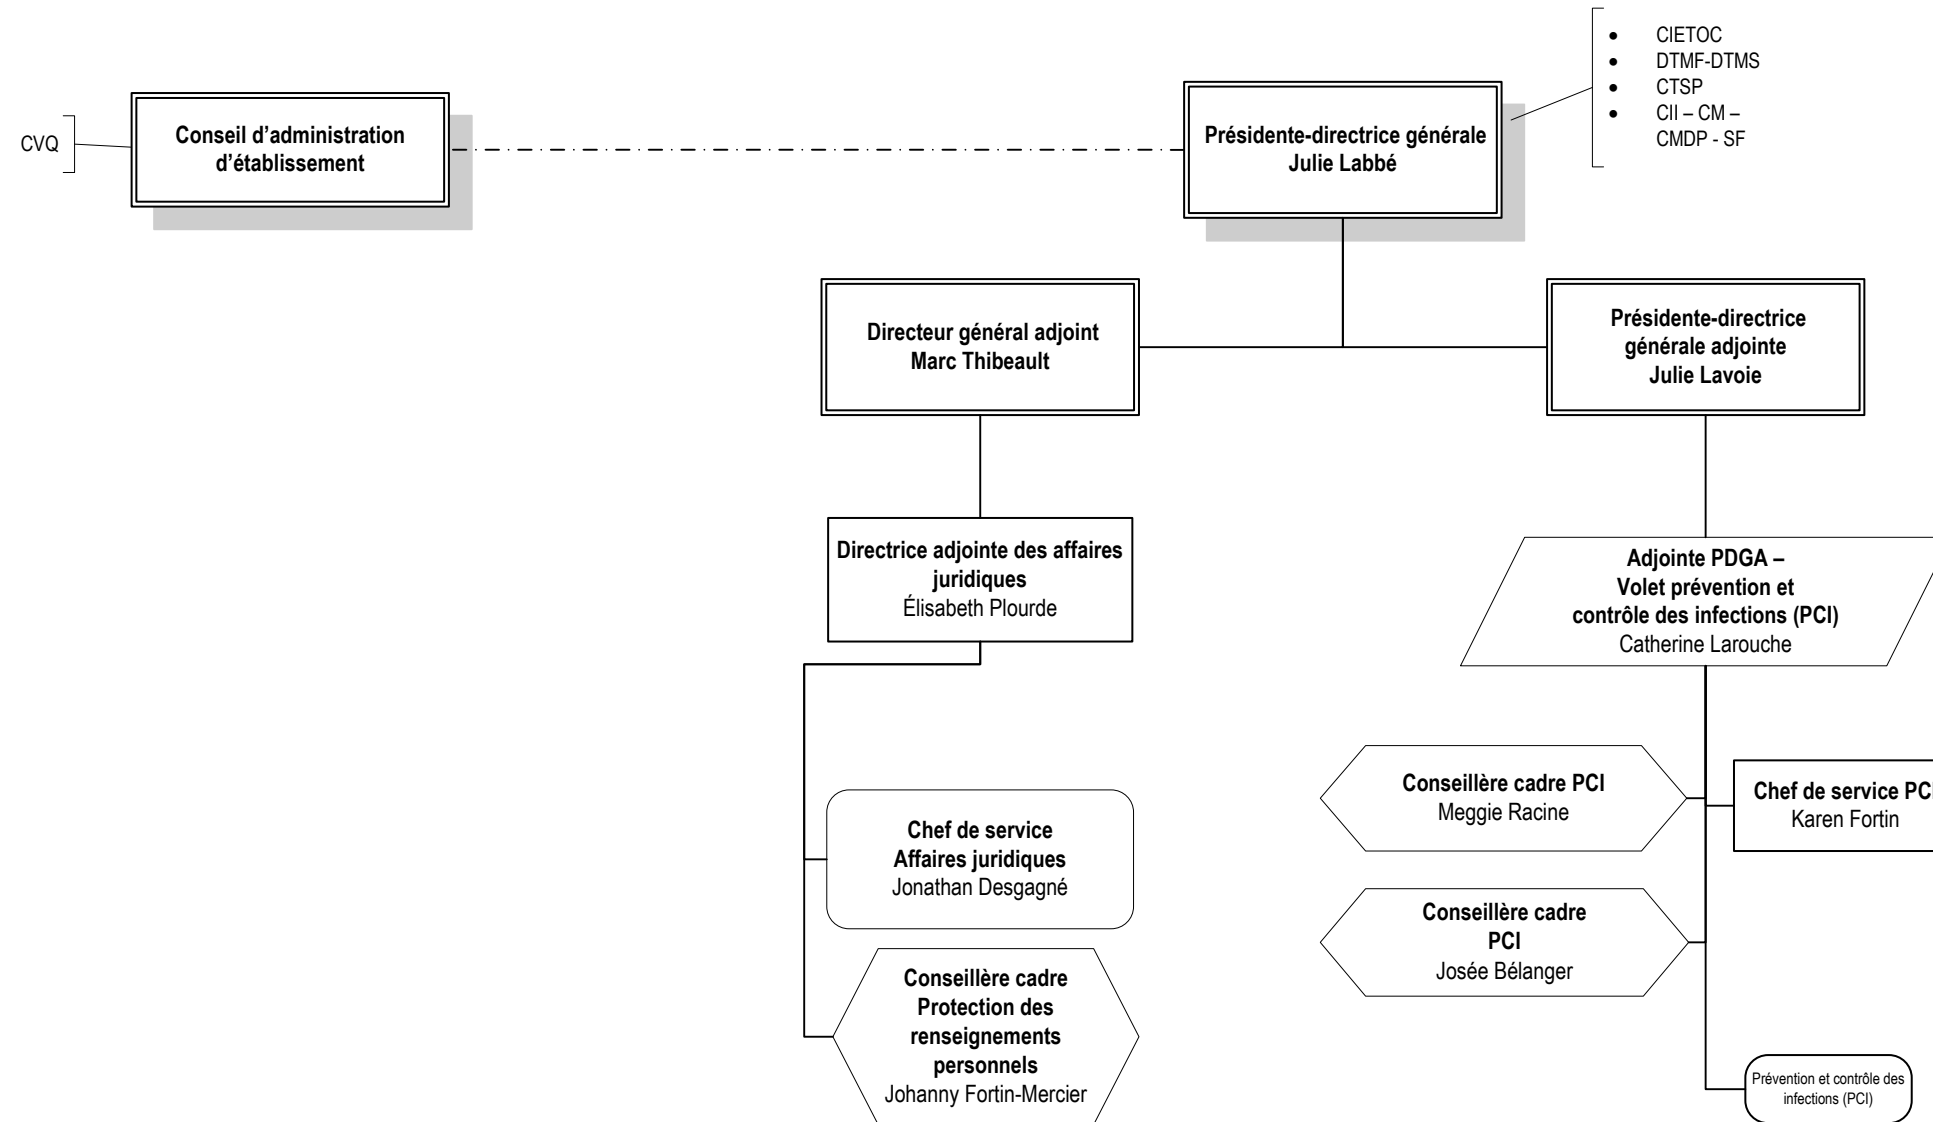 CVQ
Conseil d'administration
d'établissement
Présidente-directrice générale
Julie Labbé
• CIETOC
• DTMF-DTMS
• CTSP
• CII – CM –
CMDP - SF
Directeur général adjoint
Marc Thibeault
Présidente-directrice
générale adjointe
Julie Lavoie
Directrice adjointe des affaires
juridiques
Élisabeth Plourde
Adjointe PDGA –
Volet prévention et
contrôle des infections (PCI)
Catherine Larouche
Chef de service
Affaires juridiques
Jonathan Desgagné
Conseillère cadre
Protection des
renseignements
personnels
Johanny Fortin-Mercier
Conseillère cadre PCI
Meggie Racine
Chef de service PCI
Karen Fortin
Conseillère cadre
PCI
Josée Bélanger
Prévention et contrôle des
infections (PCI)